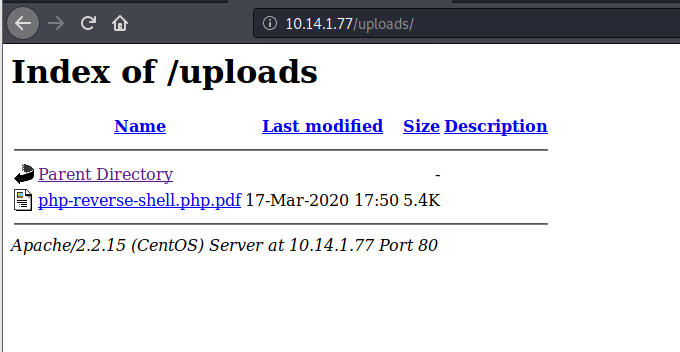 10.14.1.77/uploads/
Index of /uploads
Name Last modified Size Description
Parent Directory -
php-reverse-shell.php.pdf 17-Mar-2020 17:50 5.4K
Apache/2.2.15 (CentOS) Server at 10.14.1.77 Port 80